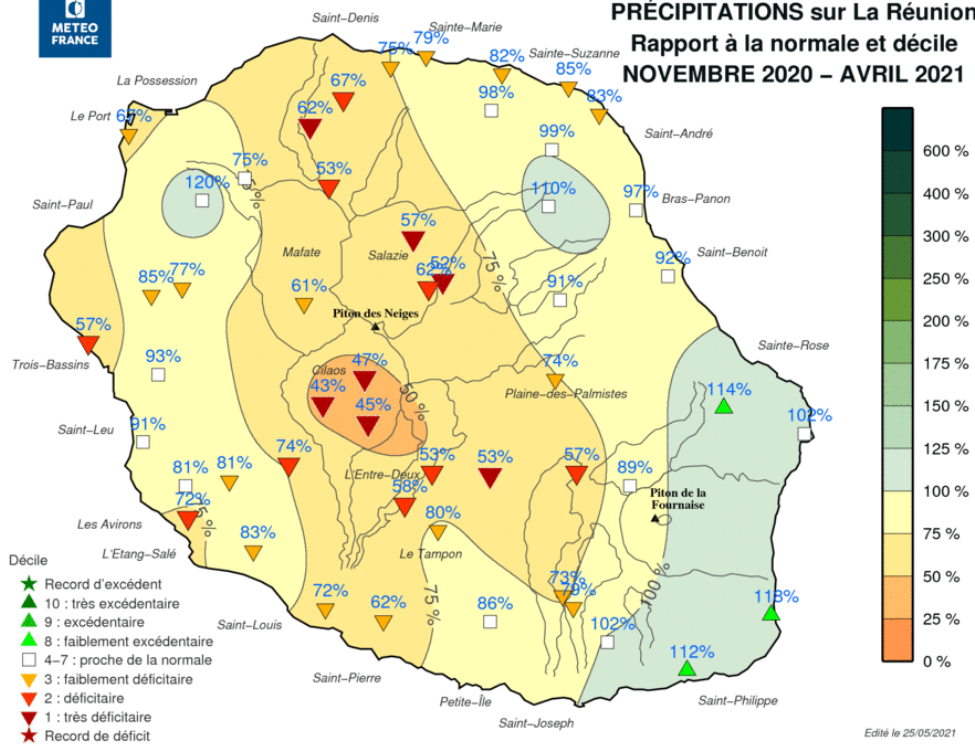 METEO
FRANCE
PRÉCIPITATIONS sur La Réunion
Rapport à la normale et décile
NOVEMBRE 2020 – AVRIL 2021
Saint–Denis
Sainte–Marie
79%
75%
Sainte–Suzanne
82%
La Possession
67%
85%
98%
83%
Le Port
67%
62%
Saint–André
99%
75%
53%
120%
110%
97%
Bras–Panon
Saint–Paul
57%
Mafate
Salazie
75 %
Saint–Benoit
52%
62%
92%
85%
77%
61%
91%
Piton des Neiges
57%
Trois–Bassins
93%
47%
Cilaos
43%
45%
50 %
74%
Plaine–des–Palmistes
Sainte–Rose
114%
102%
Saint–Leu
91%
74%
53%
53%
57%
L'Entre–Deux
81%
81%
58%
89%
Piton de la
Fournaise
72%
75 %
Les Avirons
80%
83%
L'Etang–Salé
Le Tampon
73%
79%
100 %
72%
62%
75 %
86%
102%
118%
Saint–Louis
112%
Saint–Pierre
Petite–Île
Saint–Philippe
Saint–Joseph
600 %
400 %
300 %
250 %
200 %
175 %
150 %
125 %
100 %
75 %
50 %
25 %
0 %
Décile
Record d'excédent
10 : très excédentaire
9 : excédentaire
8 : faiblement excédentaire
4–7 : proche de la normale
3 : faiblement déficitaire
2 : déficitaire
1 : très déficitaire
Record de déficit
Edité le 25/05/2021